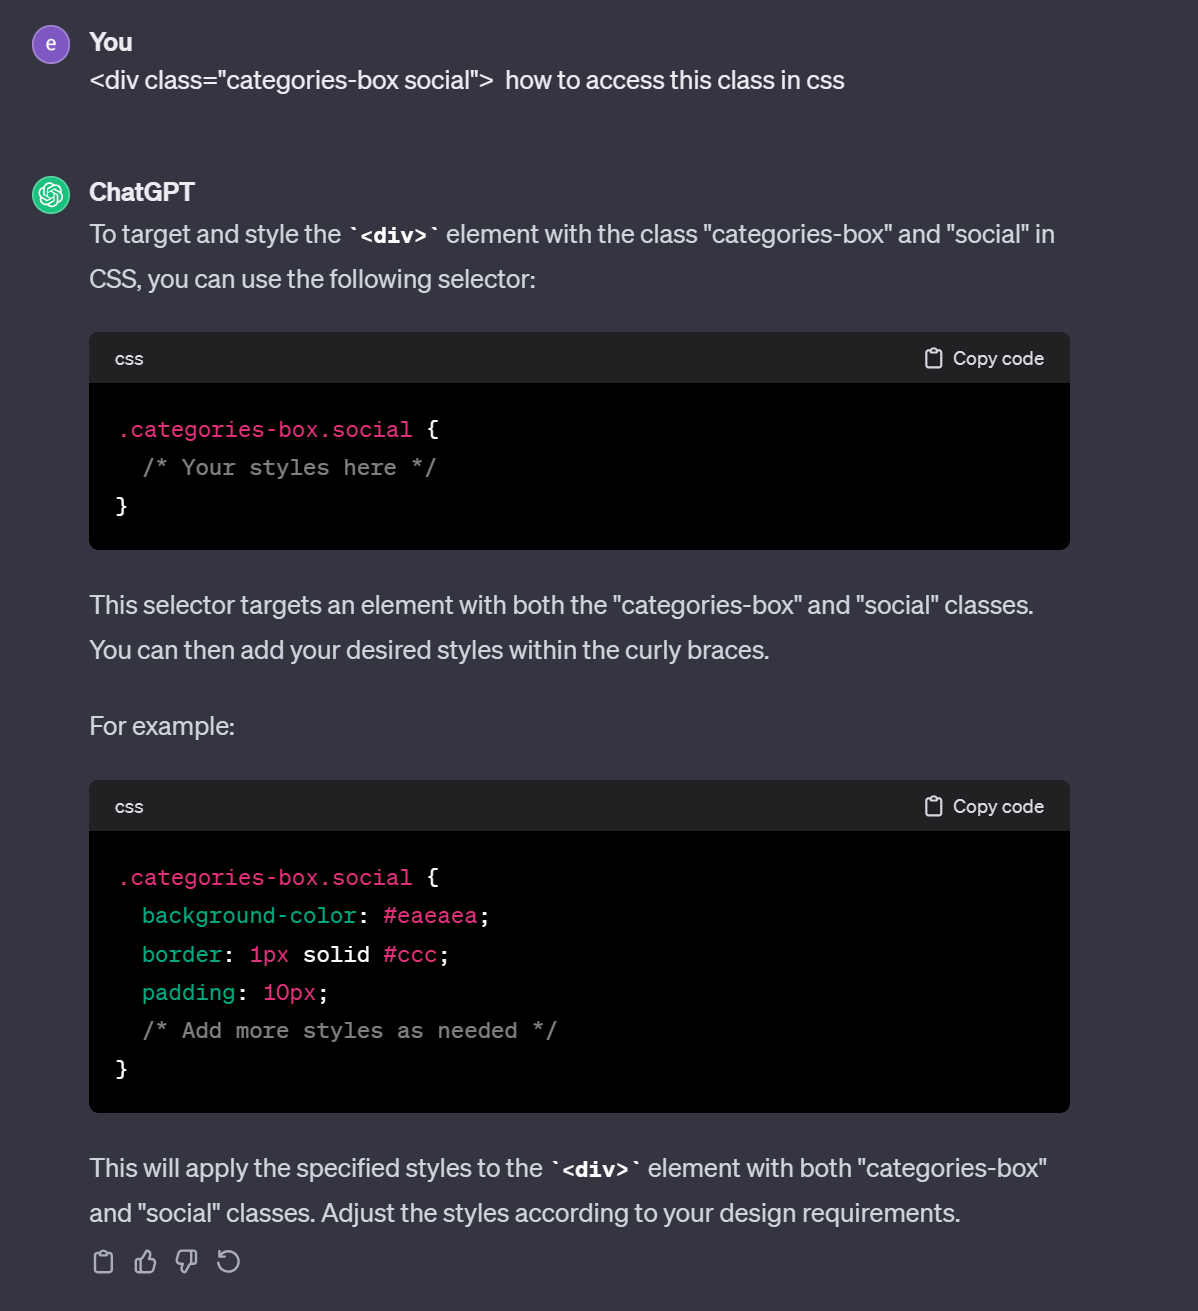 e
You
<div class="categories-box social">  how to access this class in css
ChatGPT
To target and style the `<div>` element with the class "categories-box" and "social" in
CSS, you can use the following selector:
css
Copy code
.categories-box.social {
  /* Your styles here */
}
This selector targets an element with both the "categories-box" and "social" classes.
You can then add your desired styles within the curly braces.
For example:
css
Copy code
.categories-box.social {
  background-color: #eaeaea;
  border: 1px solid #ccc;
  padding: 10px;
  /* Add more styles as needed */
}
This will apply the specified styles to the `<div>` element with both "categories-box"
and "social" classes. Adjust the styles according to your design requirements.